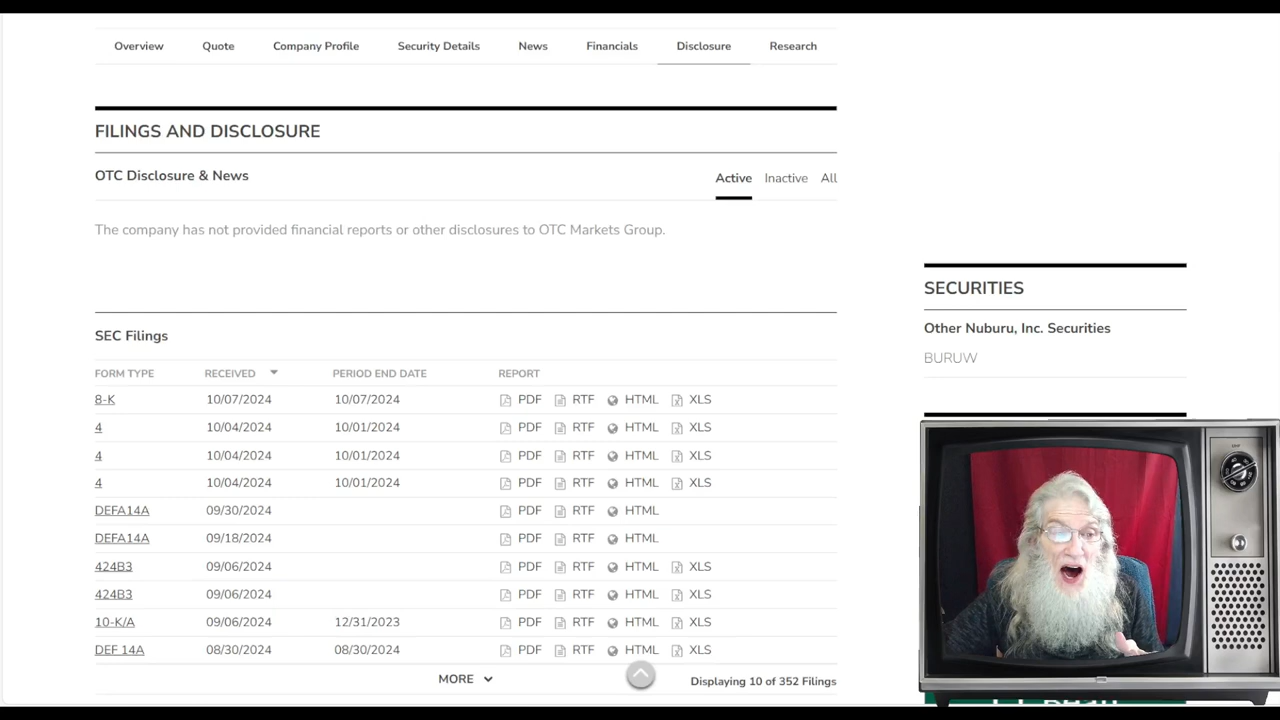 Overview Quote Company Profile Security Details News Financials Disclosure Research
FILINGS AND DISCLOSURE
OTC Disclosure & News
Active Inactive All
The company has not provided financial reports or other disclosures to OTC Markets Group.
SEC Filings
FORM TYPE RECEIVED PERIOD END DATE REPORT
8-K 10/07/2024 10/07/2024 PDF RTF HTML XLS
4 10/04/2024 10/01/2024 PDF RTF HTML XLS
4 10/04/2024 10/01/2024 PDF RTF HTML XLS
4 10/04/2024 10/01/2024 PDF RTF HTML XLS
DEFA14A 09/30/2024 PDF RTF HTML
DEFA14A 09/18/2024 PDF RTF HTML
424B3 09/06/2024 PDF RTF HTML XLS
424B3 09/06/2024 PDF RTF HTML XLS
10-K/A 09/06/2024 12/31/2023 PDF RTF HTML XLS
DEF 14A 08/30/2024 08/30/2024 PDF RTF HTML XLS
MORE
Displaying 10 of 352 Filings
SECURITIES
Other Nuburu, Inc. Securities
BURUW